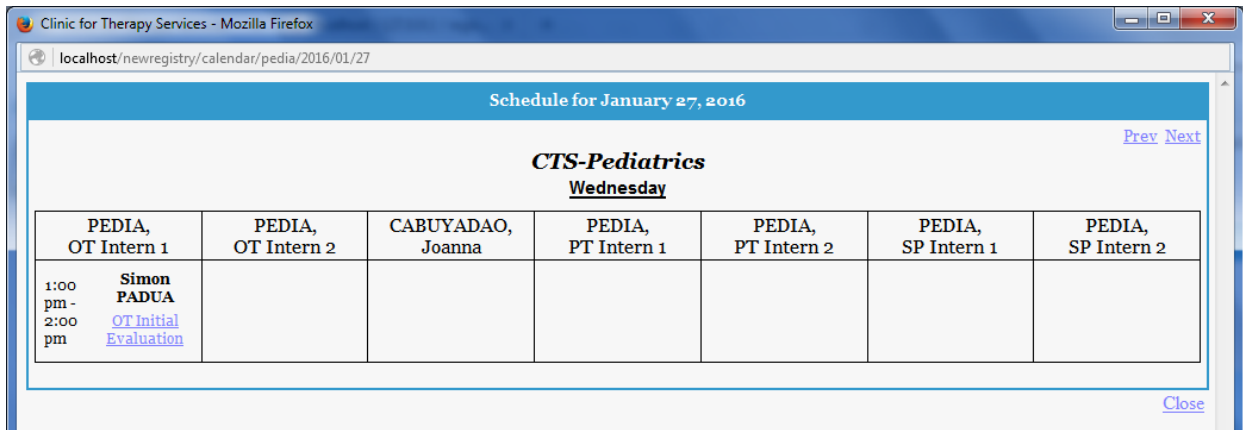 Clinic for Therapy Services - Mozilla Firefox
localhost/newregistry/calendar/pedia/2016/01/27
Schedule for January 27, 2016
Prev Next
CTS-Pediatrics
Wednesday
PEDIA,
OT Intern 1
PEDIA,
OT Intern 2
CABUYADAO,
Joanna
PEDIA,
PT Intern 1
PEDIA,
PT Intern 2
PEDIA,
SP Intern 1
PEDIA,
SP Intern 2
1:00
pm -
2:00
pm
Simon
PADUA
OT Initial
Evaluation
Close